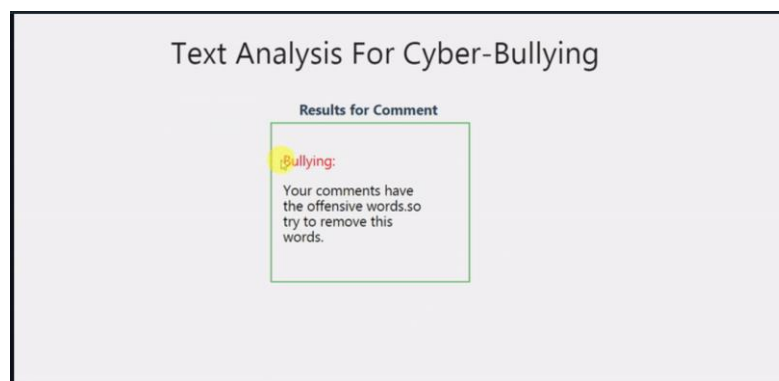 Text Analysis For Cyber-Bullying
Results for Comment
Bullying:
Your comments have
the offensive words.so
try to remove this
words.